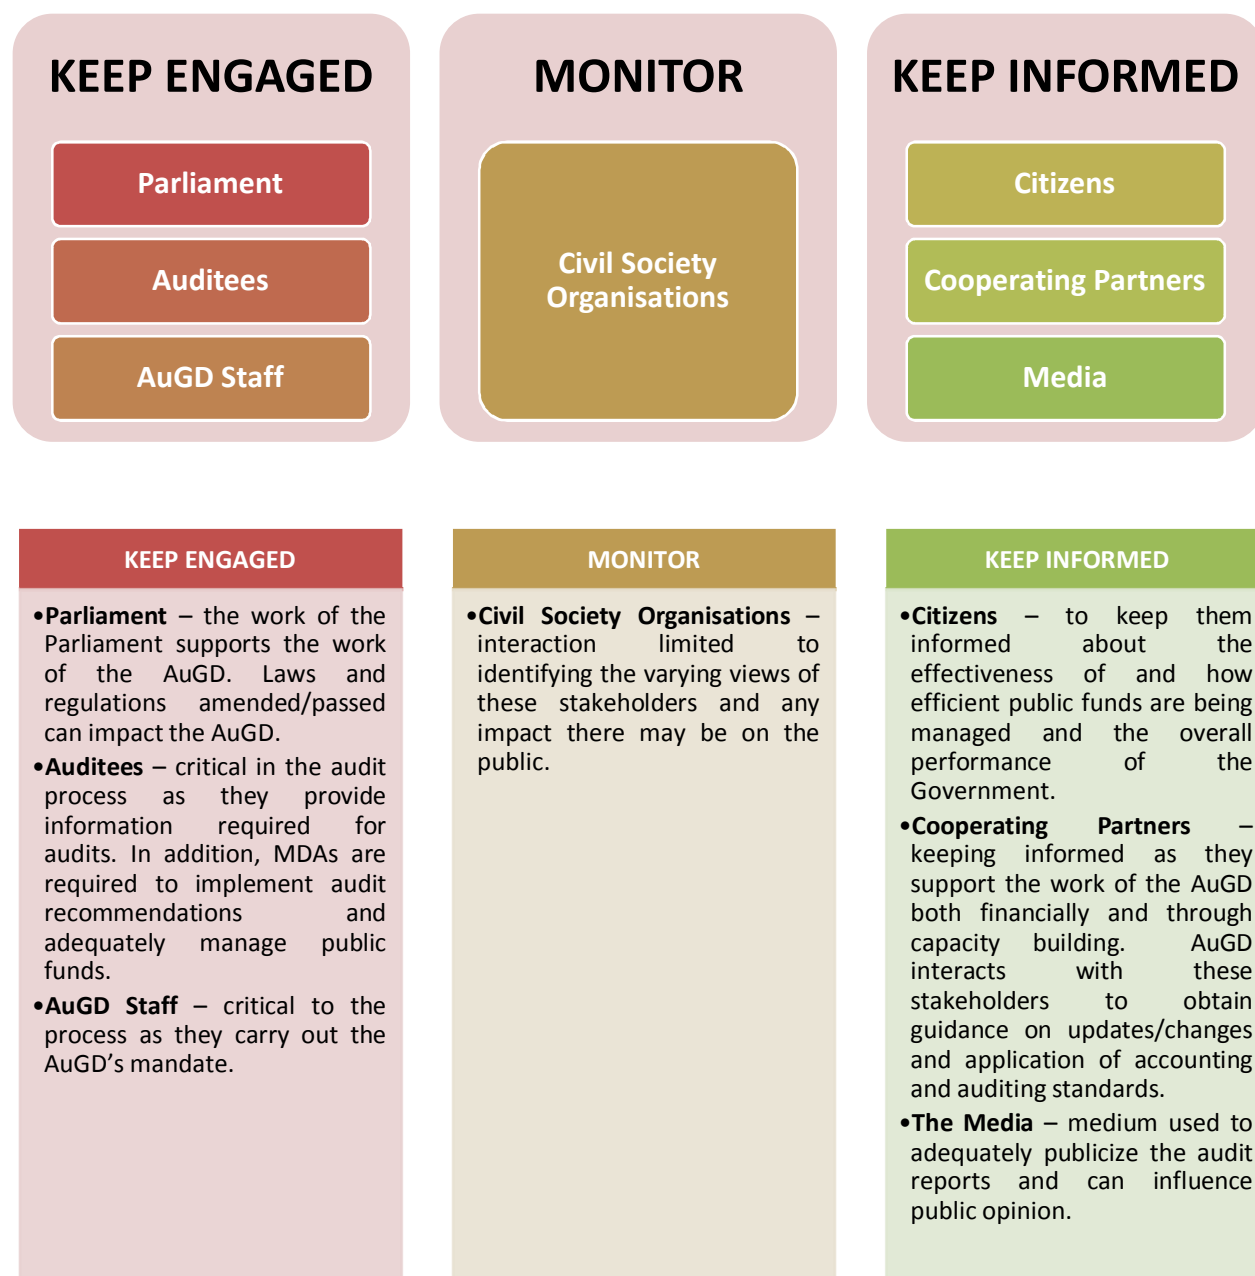 KEEP ENGAGED
Parliament
Auditees
AuGD Staff
MONITOR
Civil Society
Organisations
KEEP INFORMED
Citizens
Cooperating Partners
Media
KEEP ENGAGED
•Parliament – the work of the
Parliament supports the work
of the AuGD. Laws and
regulations amended/passed
can impact the AuGD.
•Auditees – critical in the audit
process as they provide
information required for
audits. In addition, MDAs are
required to implement audit
recommendations and
adequately manage public
funds.
•AuGD Staff – critical to the
process as they carry out the
AuGD’s mandate.
MONITOR
•Civil Society Organisations –
interaction limited to
identifying the varying views of
these stakeholders and any
impact there may be on the
public.
KEEP INFORMED
•Citizens – to keep them
informed about the
effectiveness of and how
efficient public funds are being
managed and the overall
performance of the
Government.
•Cooperating Partners –
keeping informed as they
support the work of the AuGD
both financially and through
capacity building. AuGD
interacts with these
stakeholders to obtain
guidance on updates/changes
and application of accounting
and auditing standards.
•The Media – medium used to
adequately publicize the audit
reports and can influence
public opinion.